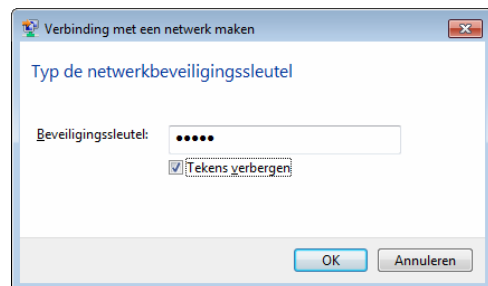 Verbinding met een netwerk maken
Typ de netwerkbeveiligingssleutel
Beveiligingssleutel: •••••
Tekens verbergen
OK Annuleren